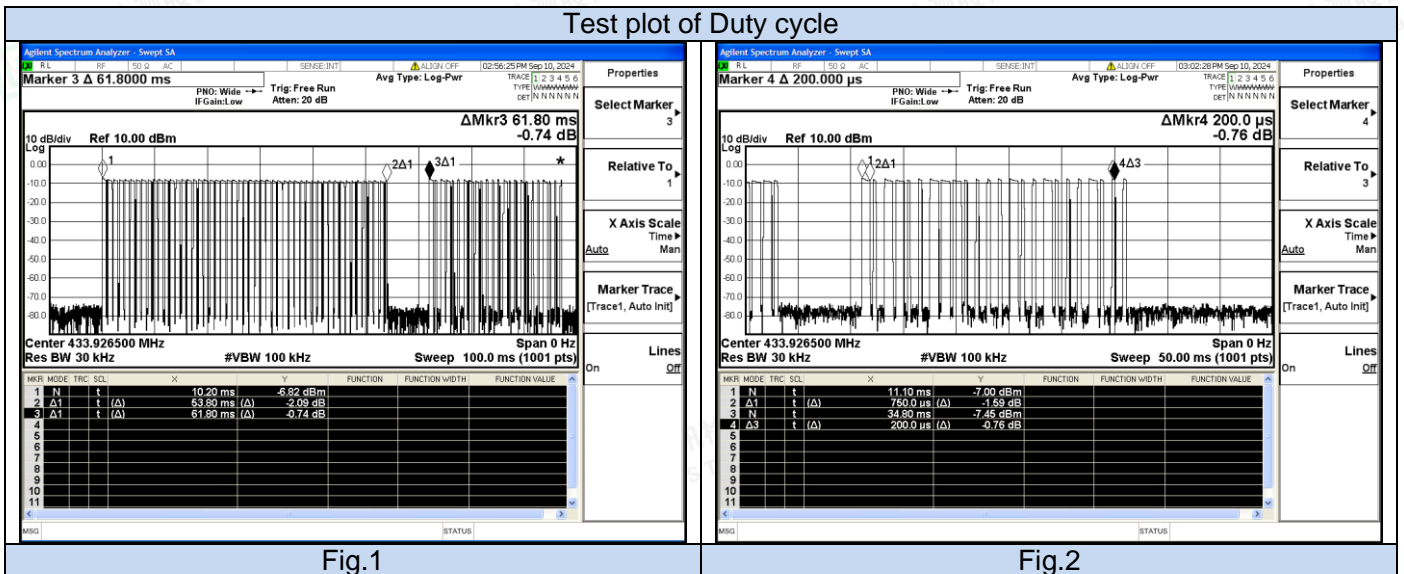 Test plot of Duty cycle
Agilent Spectrum Analyzer - Swept SA
RL RF 50 Ω AC SENSE:INT ALIGN OFF 02:56:25 PM Sep 10, 2024
Marker 3 Δ 61.8000 ms
PNO: Wide Trig: Free Run
IFGain:Low Atten: 20 dB
Avg Type: Log-Pwr
TRACE 1 2 3 4 5 6
TYPE
DET N N N N N N
ΔMkr3 61.80 ms
-0.74 dB
10 dB/div Ref 10.00 dBm
Log
0.00
-10.0
-20.0
-30.0
-40.0
-50.0
-60.0
-70.0
-80.0
1
2Δ1
3Δ1
*
Center 433.926500 MHz Span 0 Hz
Res BW 30 kHz #VBW 100 kHz Sweep 100.0 ms (1001 pts)
MKR MODE TRC SCL X Y FUNCTION FUNCTION WIDTH FUNCTION VALUE
1 N t 10.20 ms -6.82 dBm
2 Δ1 t (Δ) 53.80 ms (Δ) -2.09 dB
3 Δ1 t (Δ) 61.80 ms (Δ) -0.74 dB
4
5
6
7
8
9
10
11
MSG STATUS
Properties
Select Marker
3
Relative To
1
X Axis Scale
Time
Auto Man
Marker Trace
[Trace1, Auto Init]
Lines
On Off
Fig.1
Agilent Spectrum Analyzer - Swept SA
RL RF 50 Ω AC SENSE:INT ALIGN OFF 03:02:28 PM Sep 10, 2024
Marker 4 Δ 200.000 µs
PNO: Wide Trig: Free Run
IFGain:Low Atten: 20 dB
Avg Type: Log-Pwr
TRACE 1 2 3 4 5 6
TYPE
DET N N N N N N
ΔMkr4 200.0 µs
-0.76 dB
10 dB/div Ref 10.00 dBm
Log
0.00
-10.0
-20.0
-30.0
-40.0
-50.0
-60.0
-70.0
-80.0
1 2Δ1
4Δ3
Center 433.926500 MHz Span 0 Hz
Res BW 30 kHz #VBW 100 kHz Sweep 50.00 ms (1001 pts)
MKR MODE TRC SCL X Y FUNCTION FUNCTION WIDTH FUNCTION VALUE
1 N t 11.10 ms -7.00 dBm
2 Δ1 t (Δ) 750.0 µs (Δ) -1.59 dB
3 N t 34.80 ms -7.45 dBm
4 Δ3 t (Δ) 200.0 µs (Δ) -0.76 dB
5
6
7
8
9
10
11
MSG STATUS
Properties
Select Marker
4
Relative To
3
X Axis Scale
Time
Auto Man
Marker Trace
[Trace1, Auto Init]
Lines
On Off
Fig.2